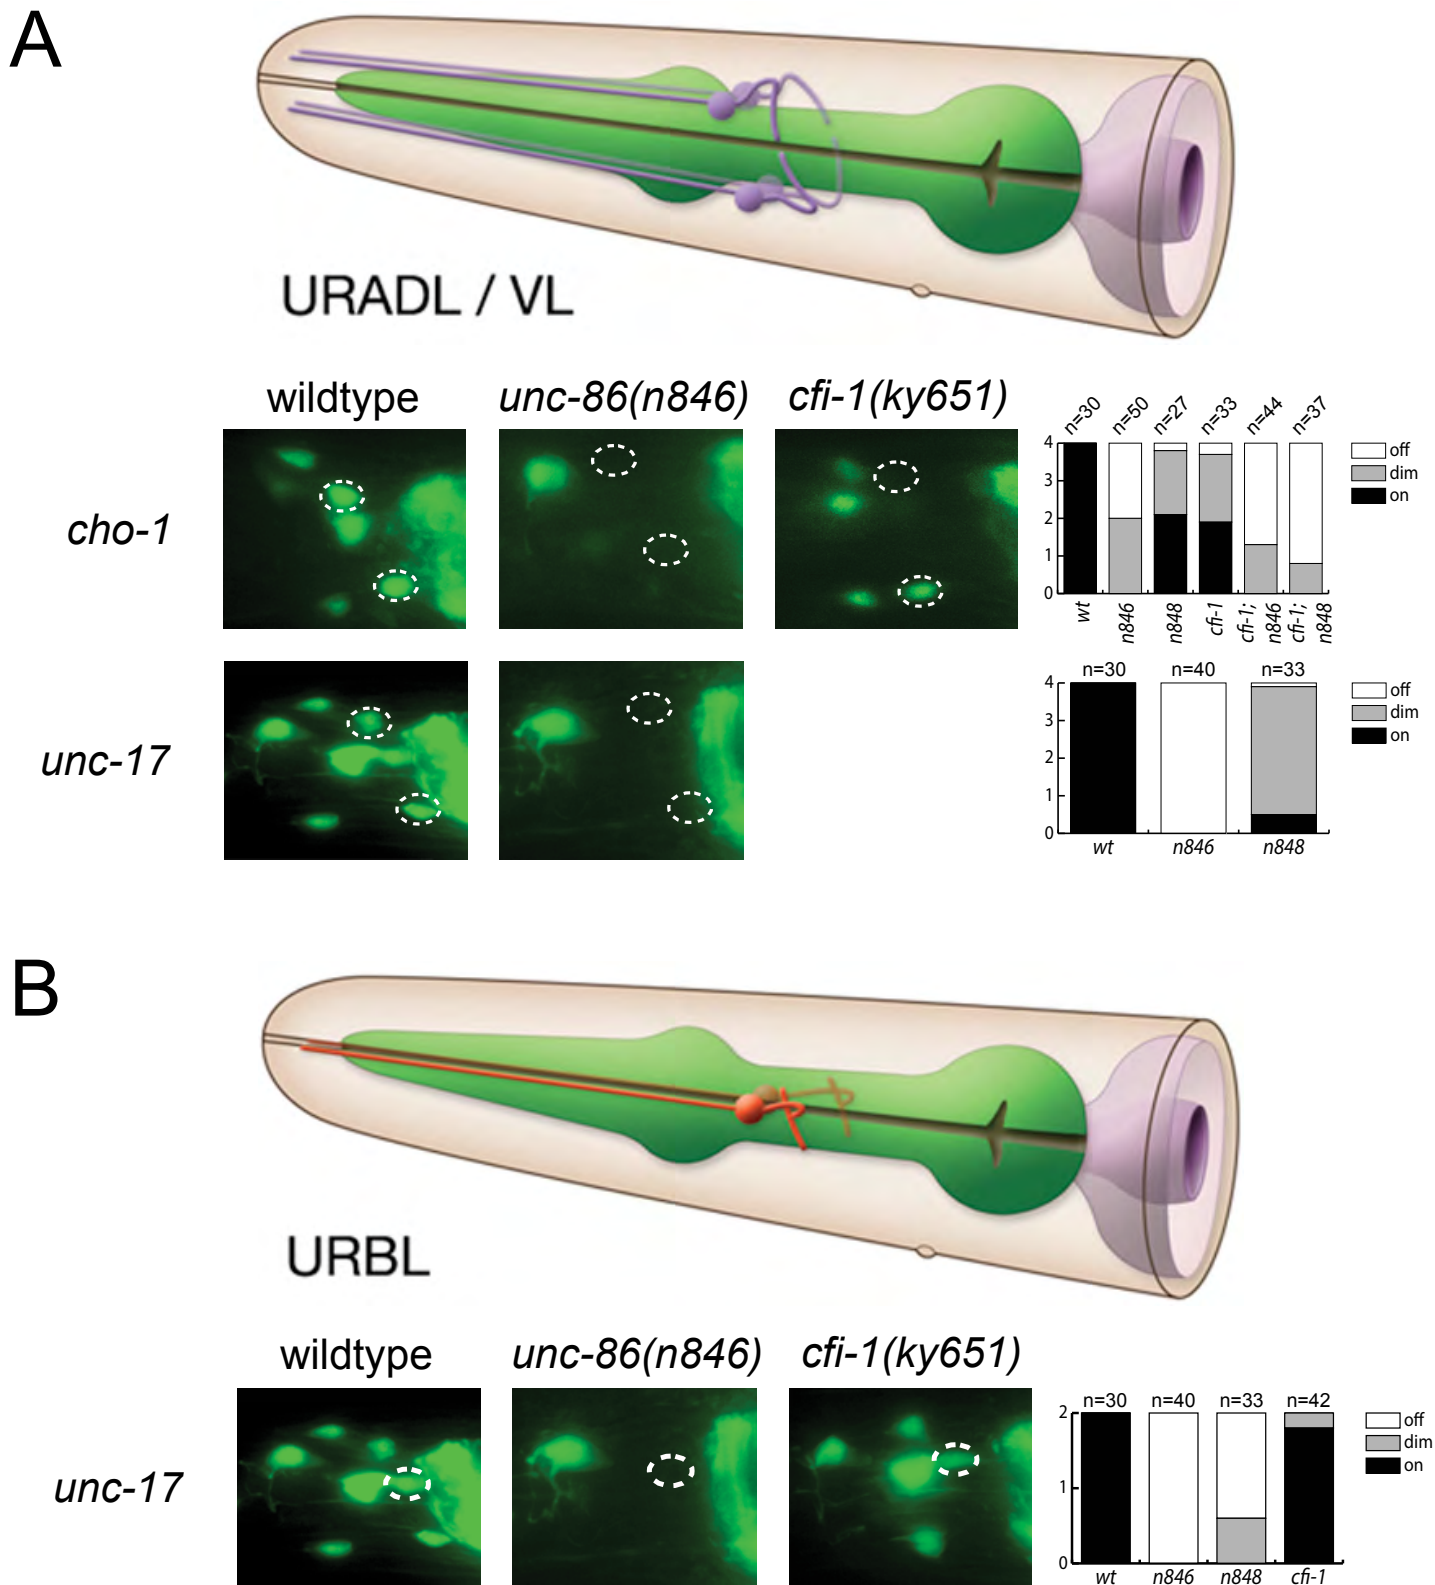 A
URADL / VL
wildtype
unc-86(n846)
cfi-1(ky651)
cho-1
n=30 n=50 n=27 n=33 n=44 n=37
4
3
2
1
0
wt n846 n848 cfi-1 cfi-1; n846 cfi-1; n848
off
dim
on
unc-17
n=30 n=40 n=33
4
3
2
1
0
wt n846 n848
off
dim
on
B
URBL
wildtype
unc-86(n846)
cfi-1(ky651)
unc-17
n=30 n=40 n=33 n=42
2
1
0
wt n846 n848 cfi-1
off
dim
on